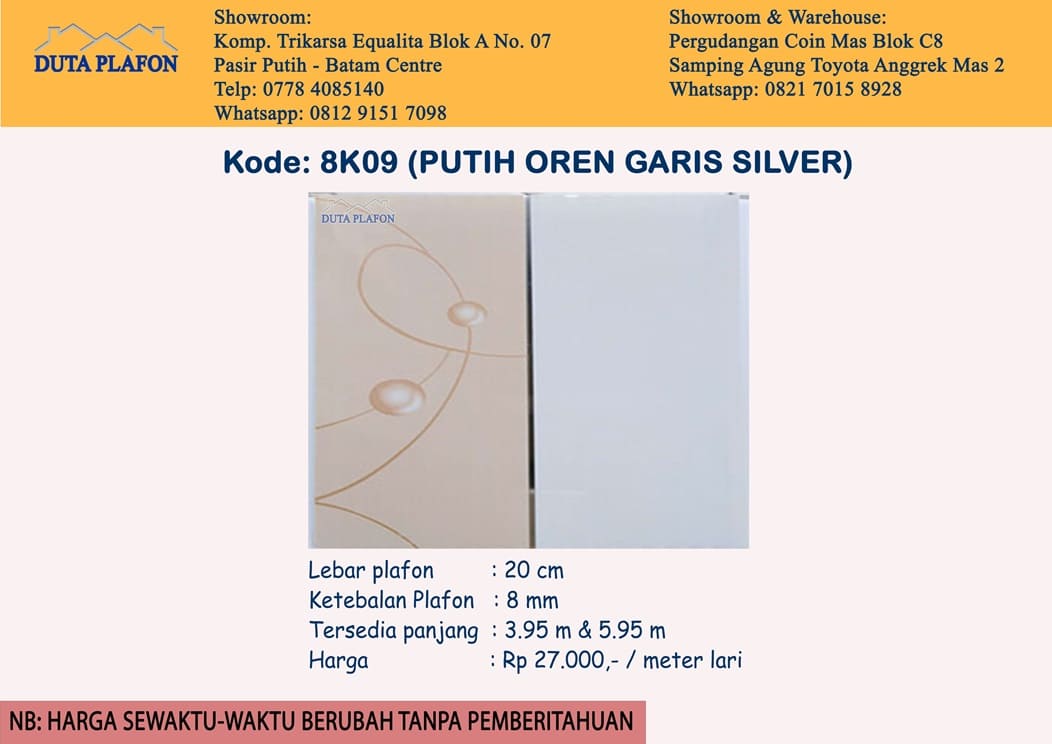 DUTA PLAFON
Showroom:
Komp. Trikarsa Equalita Blok A No. 07
Pasir Putih - Batam Centre
Telp: 0778 4085140
Whatsapp: 0812 9151 7098
Showroom & Warehouse:
Pergudangan Coin Mas Blok C8
Samping Agung Toyota Anggrek Mas 2
Whatsapp: 0821 7015 8928
Kode: 8K09 (PUTIH OREN GARIS SILVER)
DUTA PLAFON
Lebar plafon : 20 cm
Ketebalan Plafon : 8 mm
Tersedia panjang : 3.95 m & 5.95 m
Harga : Rp 27.000,- / meter lari
NB: HARGA SEWAKTU-WAKTU BERUBAH TANPA PEMBERITAHUAN